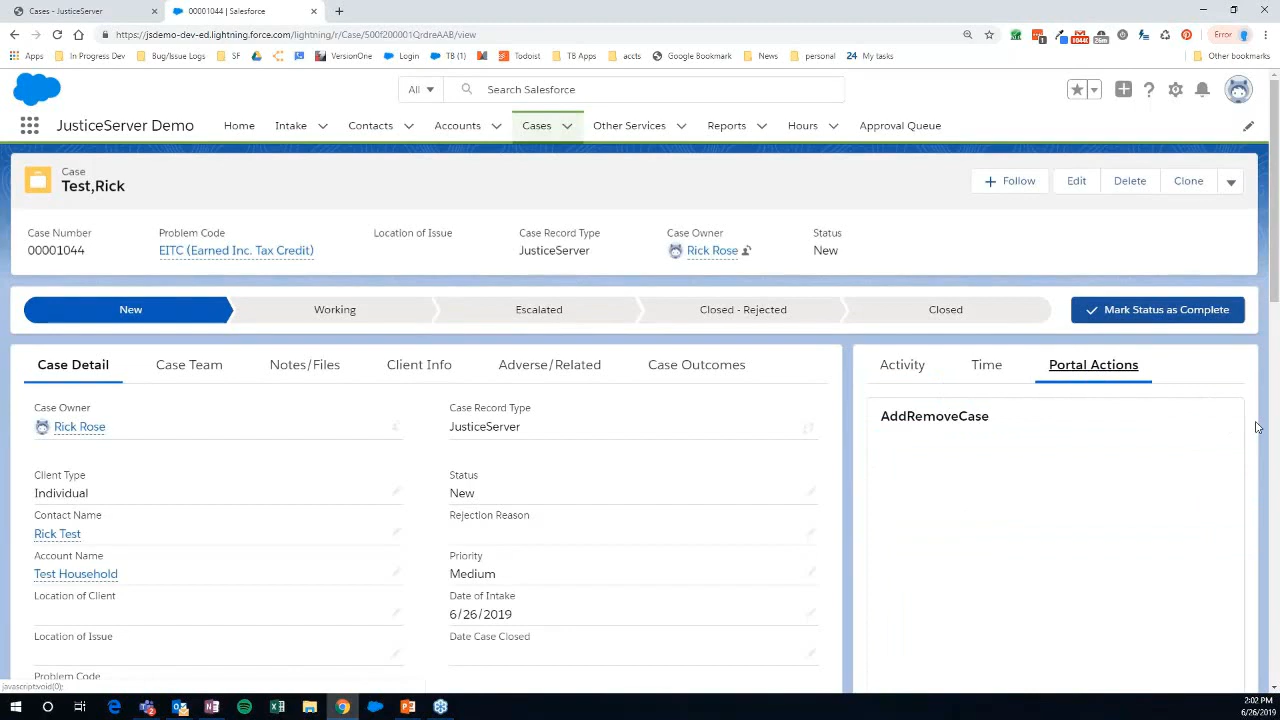 Cases - JusticeServer
00001044 | Salesforce
https://jsdemo-dev-ed.lightning.force.com/lightning/r/Case/500f200001QrdreAAB/view
Error
Apps In Progress Dev Bug/Issue Logs SF VersionOne Login TB (1) Todoist TB Apps accts Google Bookmark News personal 24 My tasks Other bookmarks
All Search Salesforce
JusticeServer Demo Home Intake Contacts Accounts Cases Other Services Reports Hours Approval Queue
Case
Test,Rick
Follow Edit Delete Clone
Case Number Problem Code Location of Issue Case Record Type Case Owner Status
00001044 EITC (Earned Inc. Tax Credit) JusticeServer Rick Rose New
New Working Escalated Closed - Rejected Closed Mark Status as Complete
Case Detail Case Team Notes/Files Client Info Adverse/Related Case Outcomes
Activity Time Portal Actions
Case Owner Case Record Type
Rick Rose JusticeServer
AddRemoveCase
Client Type Status
Individual New
Contact Name Rejection Reason
Rick Test
Account Name Priority
Test Household Medium
Location of Client Date of Intake
6/26/2019
Location of Issue Date Case Closed
Problem Code
javascript:void(0);
2:02 PM
6/26/2019